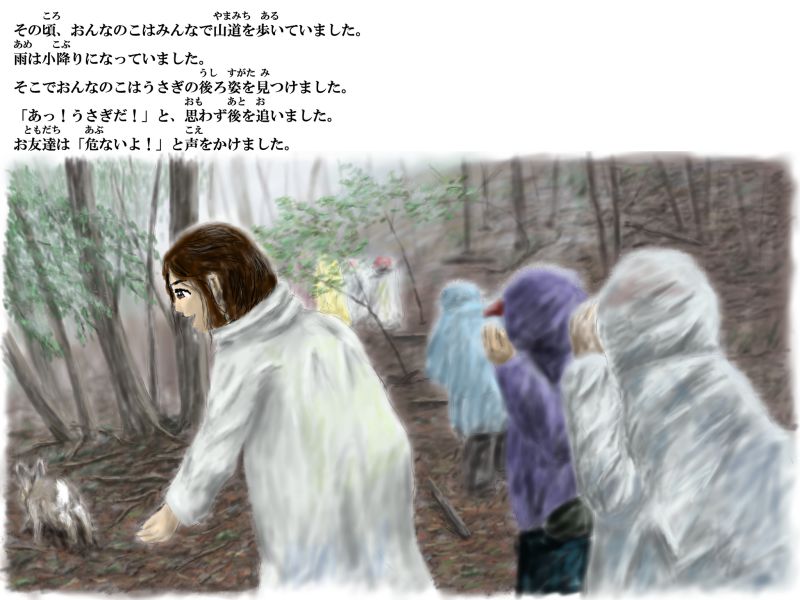 その頃、おんなのこはみんなで山道を歩いていました。
雨は小降りになっていました。
そこでおんなのこはうさぎの後ろ姿を見つけました。
「あっ！うさぎだ！」と、思わず後を追いました。
お友達は「危ないよ！」と声をかけました。